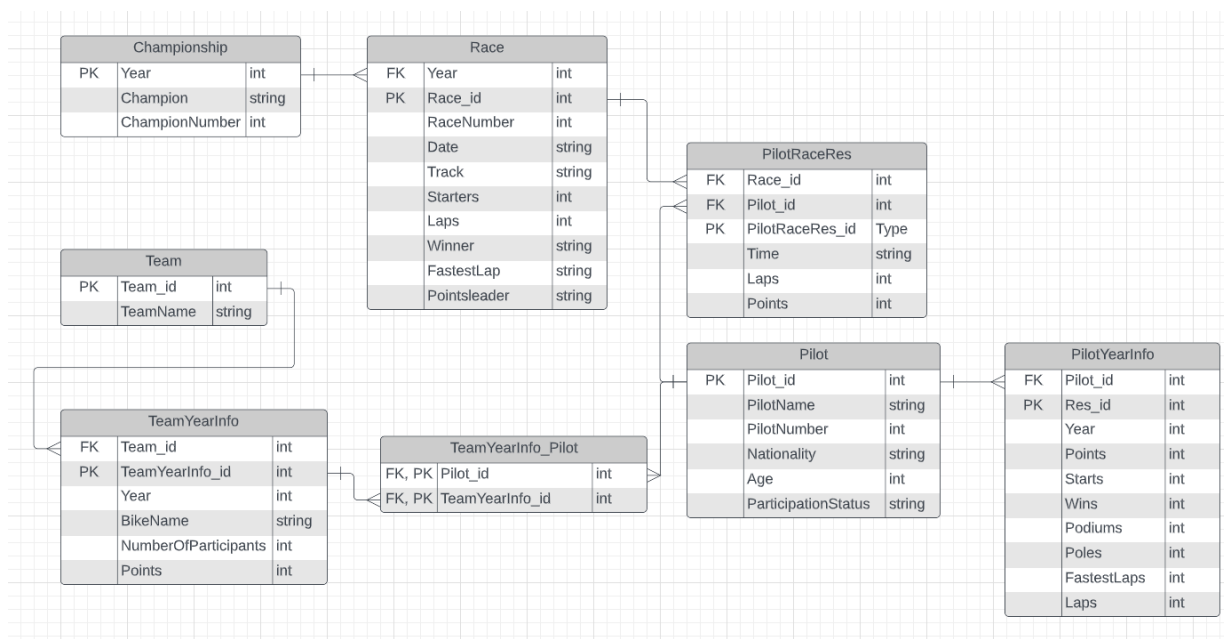 Championship
PK Year int
Champion string
ChampionNumber int
Race
FK Year int
PK Race_id int
RaceNumber int
Date string
Track string
Starters int
Laps int
Winner string
FastestLap string
Pointsleader string
PilotRaceRes
FK Race_id int
FK Pilot_id int
PK PilotRaceRes_id Type
Time string
Laps int
Points int
Team
PK Team_id int
TeamName string
Pilot
PK Pilot_id int
PilotName string
PilotNumber int
Nationality string
Age int
ParticipationStatus string
PilotYearInfo
FK Pilot_id int
PK Res_id int
Year int
Points int
Starts int
Wins int
Podiums int
Poles int
FastestLaps int
Laps int
TeamYearInfo
FK Team_id int
PK TeamYearInfo_id int
Year int
BikeName string
NumberOfParticipants int
Points int
TeamYearInfo_Pilot
FK, PK Pilot_id int
FK, PK TeamYearInfo_id int